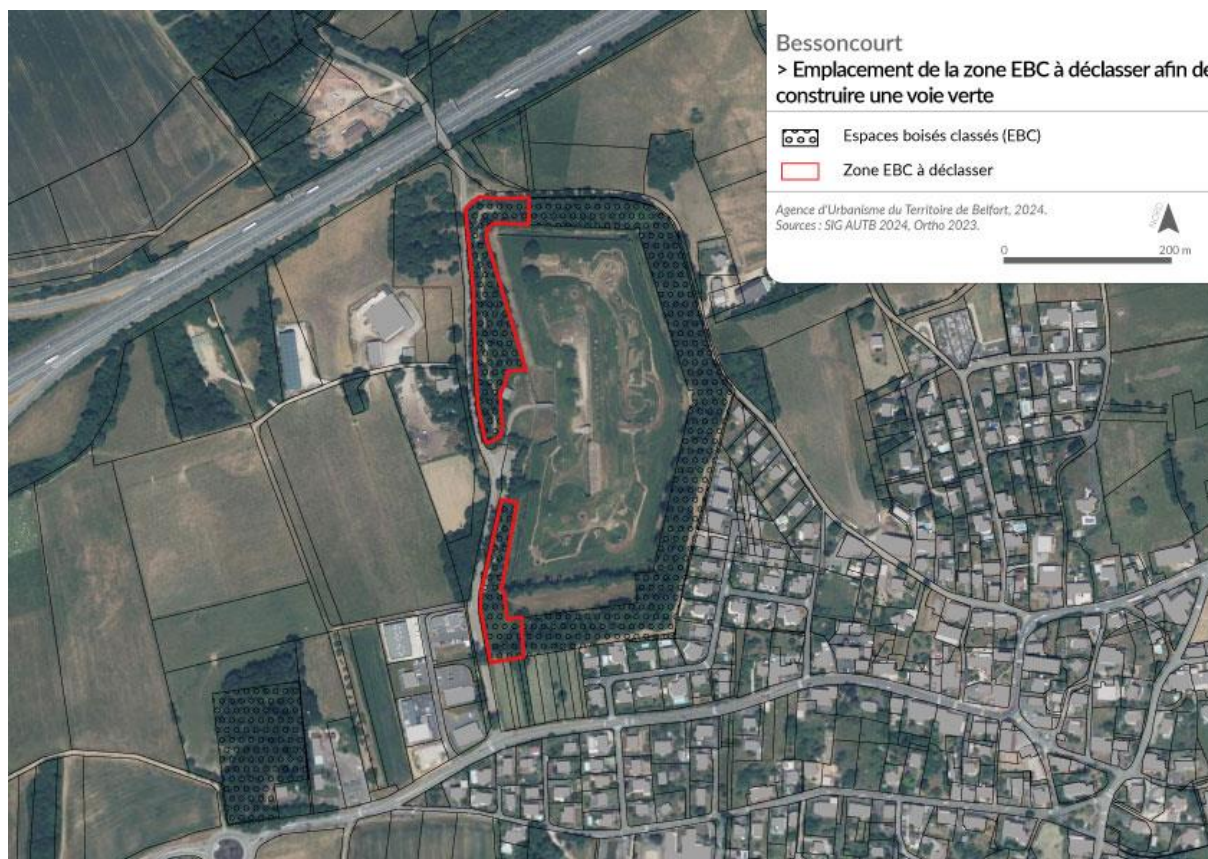 Bessoncourt
> Emplacement de la zone EBC à déclasser afin de
construire une voie verte
Espaces boisés classés (EBC)
Zone EBC à déclasser
Agence d'Urbanisme du Territoire de Belfort, 2024.
Sources : SIG AUTB 2024, Ortho 2023.
NORD
0 200 m